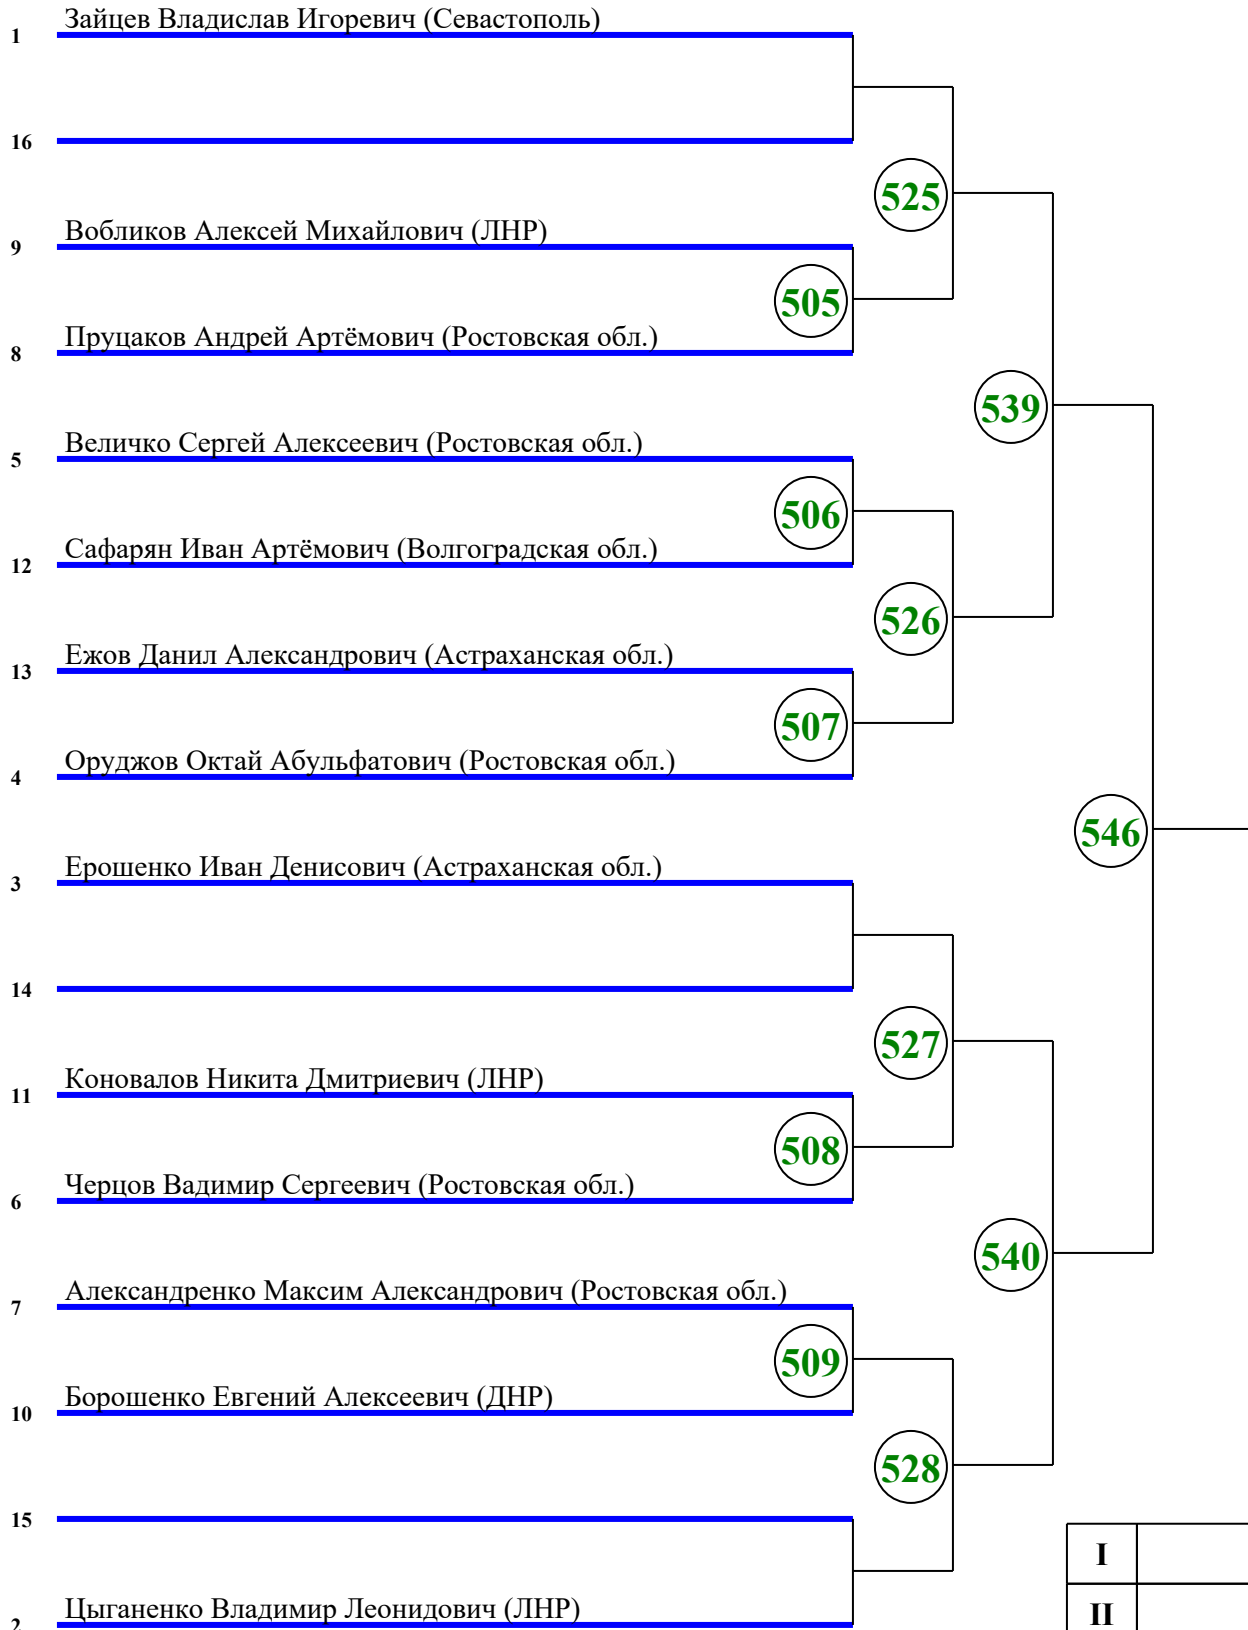 Зайцев Владислав Игоревич (Севастополь)
1
16
525
Вобликов Алексей Михайлович (ЛНР)
9
505
Пруцаков Андрей Артёмович (Ростовская обл.)
8
539
Величко Сергей Алексеевич (Ростовская обл.)
5
506
Сафарян Иван Артёмович (Волгоградская обл.)
12
526
Ежов Данил Александрович (Астраханская обл.)
13
507
Оруджов Октай Абульфатович (Ростовская обл.)
4
546
Ерошенко Иван Денисович (Астраханская обл.)
3
14
527
Коновалов Никита Дмитриевич (ЛНР)
11
508
Черцов Вадимир Сергеевич (Ростовская обл.)
6
540
Александренко Максим Александрович (Ростовская обл.)
7
509
Борошенко Евгений Алексеевич (ДНР)
10
528
15
I
Цыганенко Владимир Леонидович (ЛНР)
2
II